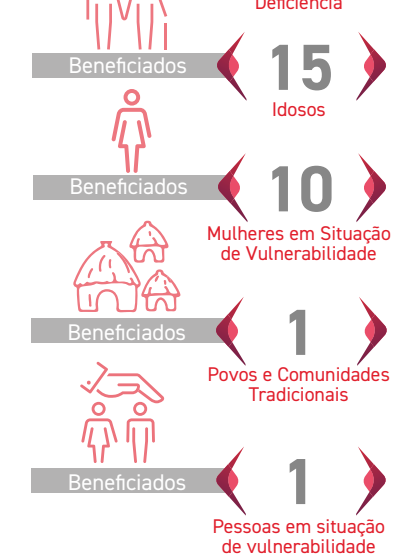 Deficiência
Beneficiados
15
Idosos
Beneficiados
10
Mulheres em Situação
de Vulnerabilidade
Beneficiados
1
Povos e Comunidades
Tradicionais
Beneficiados
1
Pessoas em situação
de vulnerabilidade